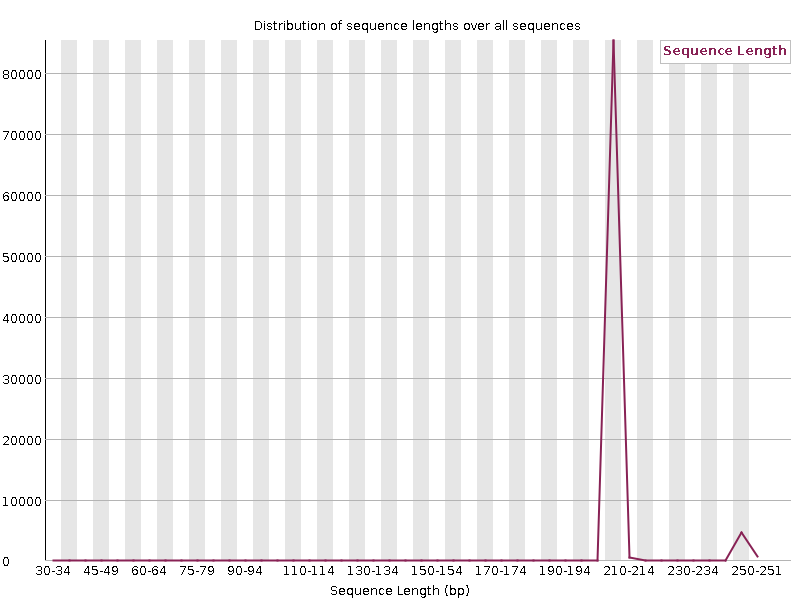 Distribution of sequence lengths over all sequences
Sequence Length
80000
70000
60000
50000
40000
30000
20000
10000
0
30-34 45-49 60-64 75-79 90-94 110-114 130-134 150-154 170-174 190-194 210-214 230-234 250-251
Sequence Length (bp)